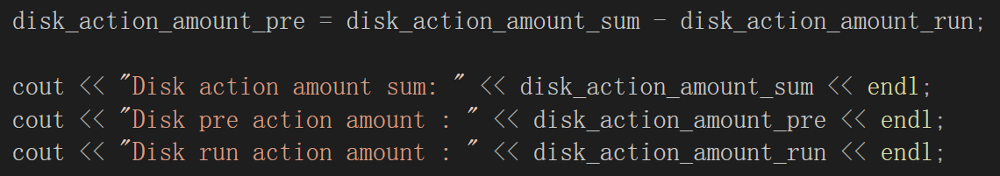 disk_action_amount_pre = disk_action_amount_sum - disk_action_amount_run;
cout << "Disk action amount sum: " << disk_action_amount_sum << endl;
cout << "Disk pre action amount : " << disk_action_amount_pre << endl;
cout << "Disk run action amount : " << disk_action_amount_run << endl;